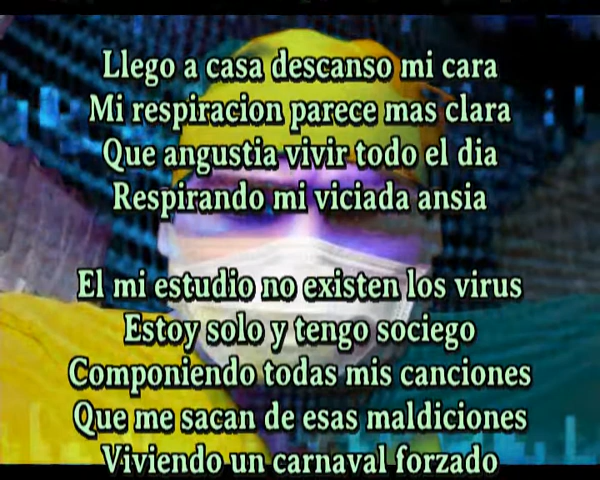 Llego a casa descanso mi cara
Mi respiracion parece mas clara
Que angustia vivir todo el dia
Respirando mi viciada ansia
El mi estudio no existen los virus
Estoy solo y tengo sociego
Componiendo todas mis canciones
Que me sacan de esas maldiciones
Viviendo un carnaval forzado